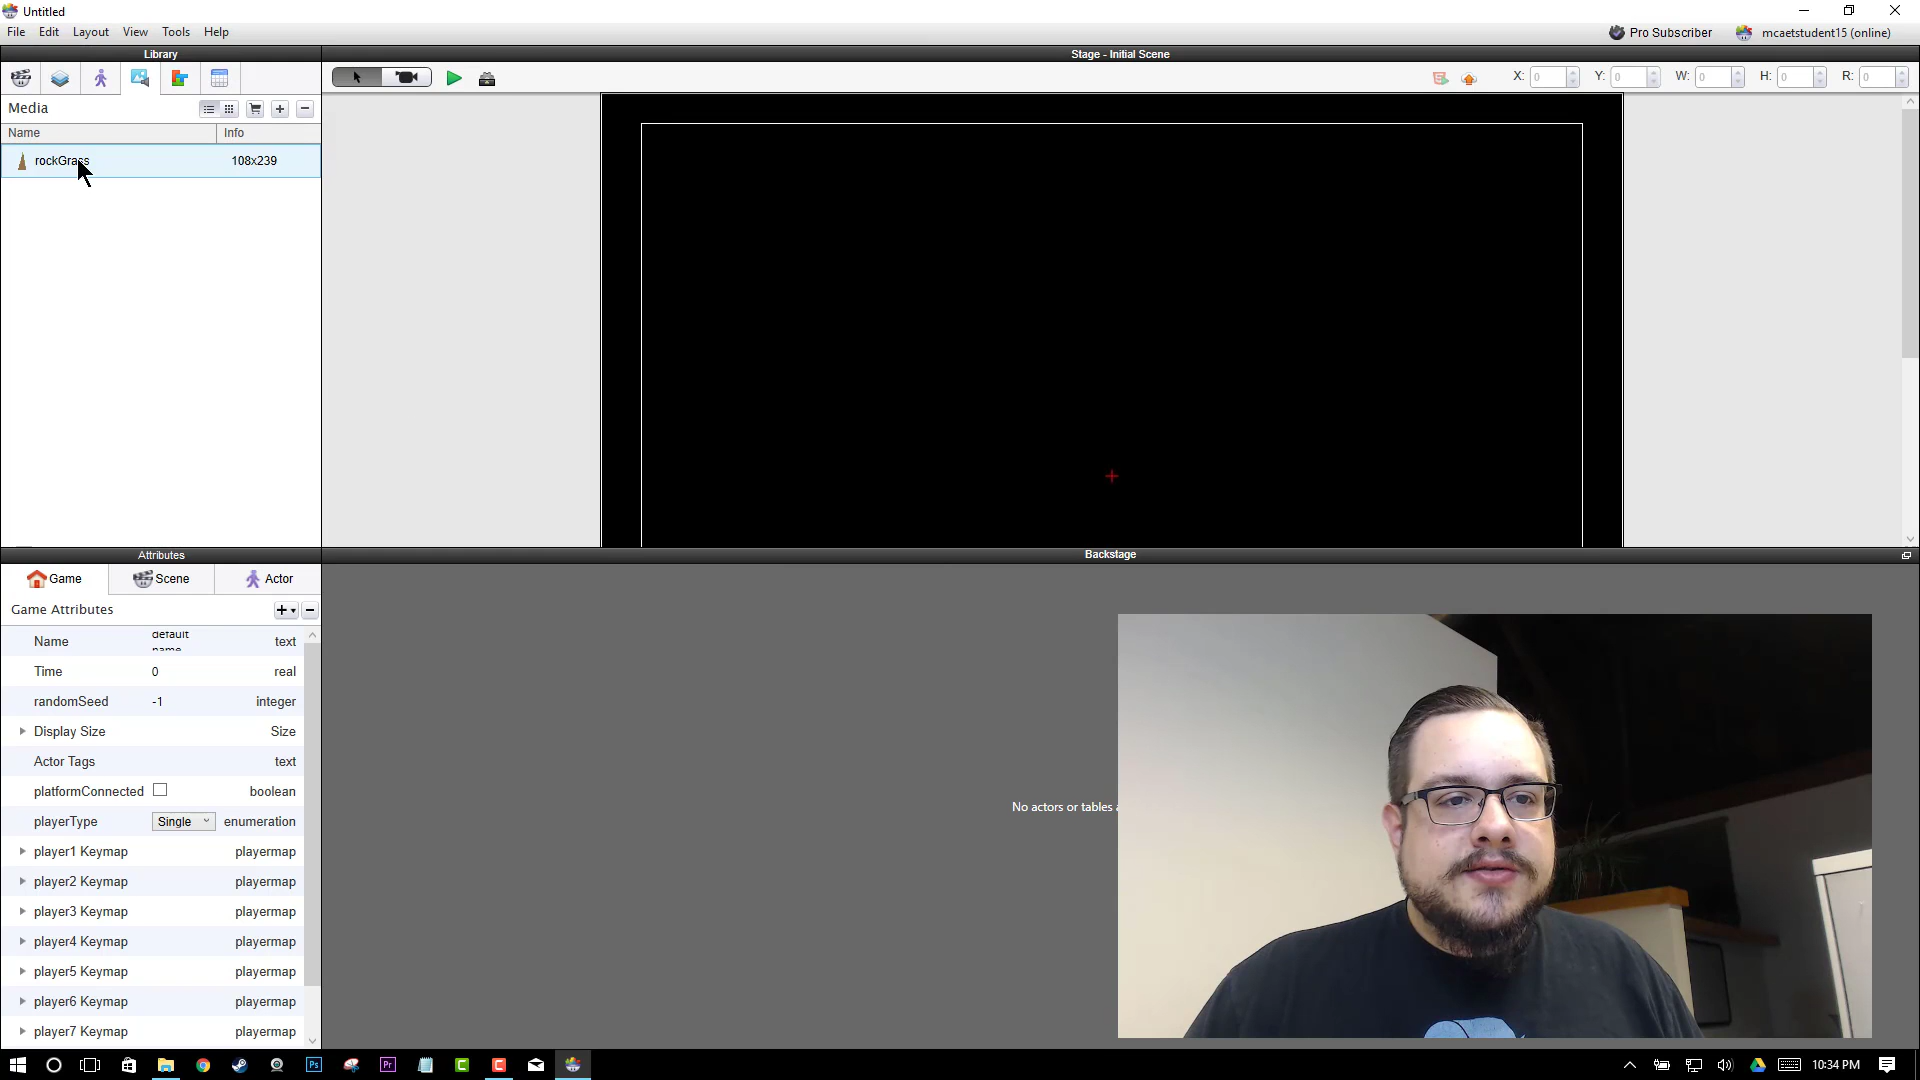 Untitled
File Edit Layout View Tools Help
Pro Subscriber mcaetstudent15 (online)
Library
Stage - Initial Scene
X: 0 Y: 0 W: 0 H: 0 R: 0
Media
Name Info
rockGrass 108x239
Attributes
Backstage
Game Scene Actor
Game Attributes
Name default name text
Time 0 real
randomSeed -1 integer
Display Size Size
Actor Tags text
platformConnected boolean
playerType Single enumeration
player1 Keymap playermap
player2 Keymap playermap
player3 Keymap playermap
player4 Keymap playermap
player5 Keymap playermap
player6 Keymap playermap
player7 Keymap playermap
No actors or tables
Ps
Pr
C
C
10:34 PM